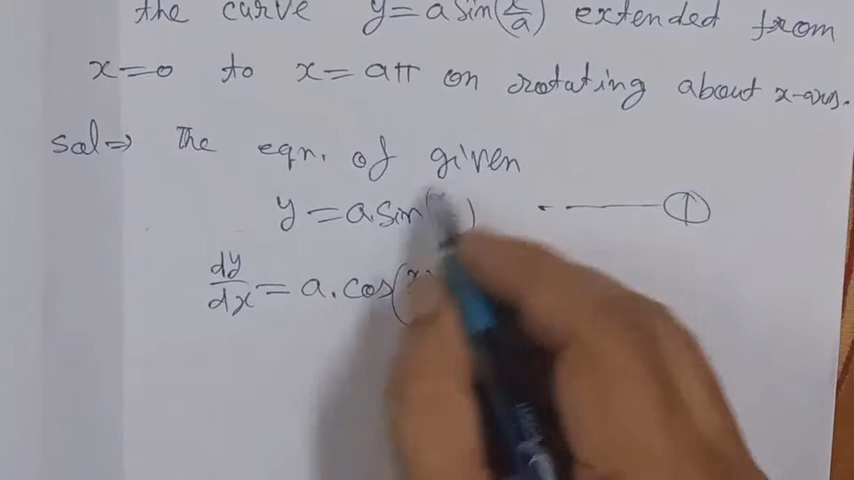 the curve y=a sin(x/a) extended from
x=0 to x=aπ on rotating about x-axis.
sol⇒ The eqn. of given
y=a.sin( ) ------- ①
dy/dx = a.cos(x